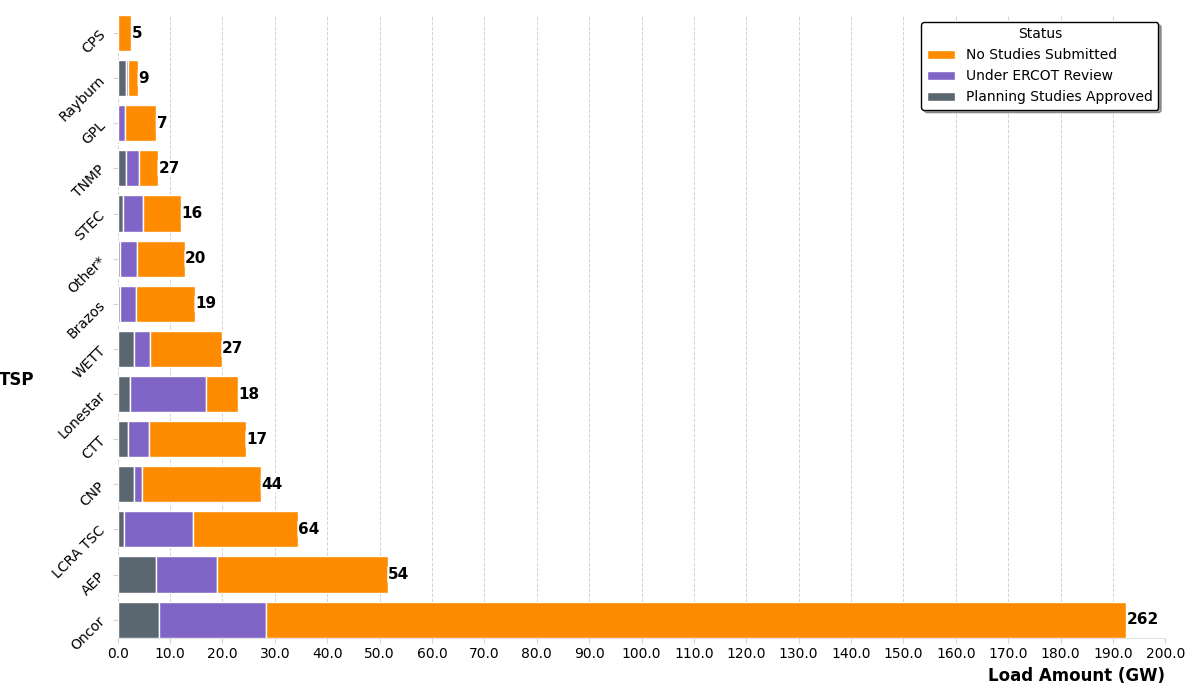 Status
No Studies Submitted
Under ERCOT Review
Planning Studies Approved
CPS 5
Rayburn 9
GPL 7
TNMP 27
STEC 16
Other* 20
Brazos 19
WETT 27
TSP
Lonestar 18
CTT 17
CNP 44
LCRA TSC 64
AEP 54
Oncor 262
0.0 10.0 20.0 30.0 40.0 50.0 60.0 70.0 80.0 90.0 100.0 110.0 120.0 130.0 140.0 150.0 160.0 170.0 180.0 190.0 200.0
Load Amount (GW)